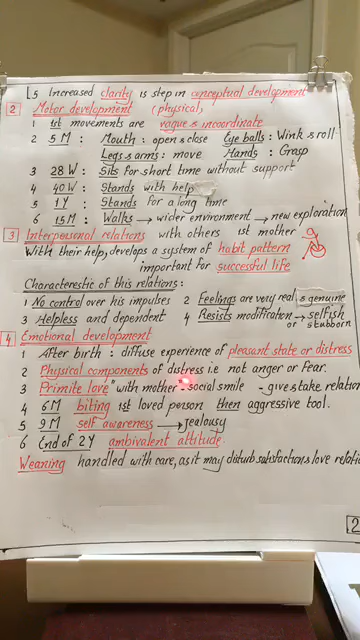 ↳ Increased clarity is step in conceptual development
2 Motor development (physical,
1 1st movements are vague & incoordinate
2 5 M: Mouth: open & close Eye balls: Wink & roll
Legs & arms: move Hands: Grasp
3 28 W: Sits for short time without support
4 40 W: Stands with help
5 1 Y: Stands for a long time
6 15 M: Walks → wider environment → new exploration
3 Interpersonal relations with others 1st mother
With their help, develops a system of habit pattern
important for successful life
Characterestic of this relations:
1 No control over his impulses 2 Feelings are very real & genuine
3 Helpless and dependent 4 Resists modification → selfish
or → stubborn
4 Emotional development
1 After birth: diffuse experience of pleasant state or distress
2 Physical components of distress i.e not anger or fear.
3 "Primite love" with mother - social smile - give & take relation
4 6M biting 1st loved person then aggressive tool.
5 9M self awareness → Jealousy
6 End of 2Y ambivalent attitude.
Weaning handled with care, as it may disturb satisfactions & love relati
2